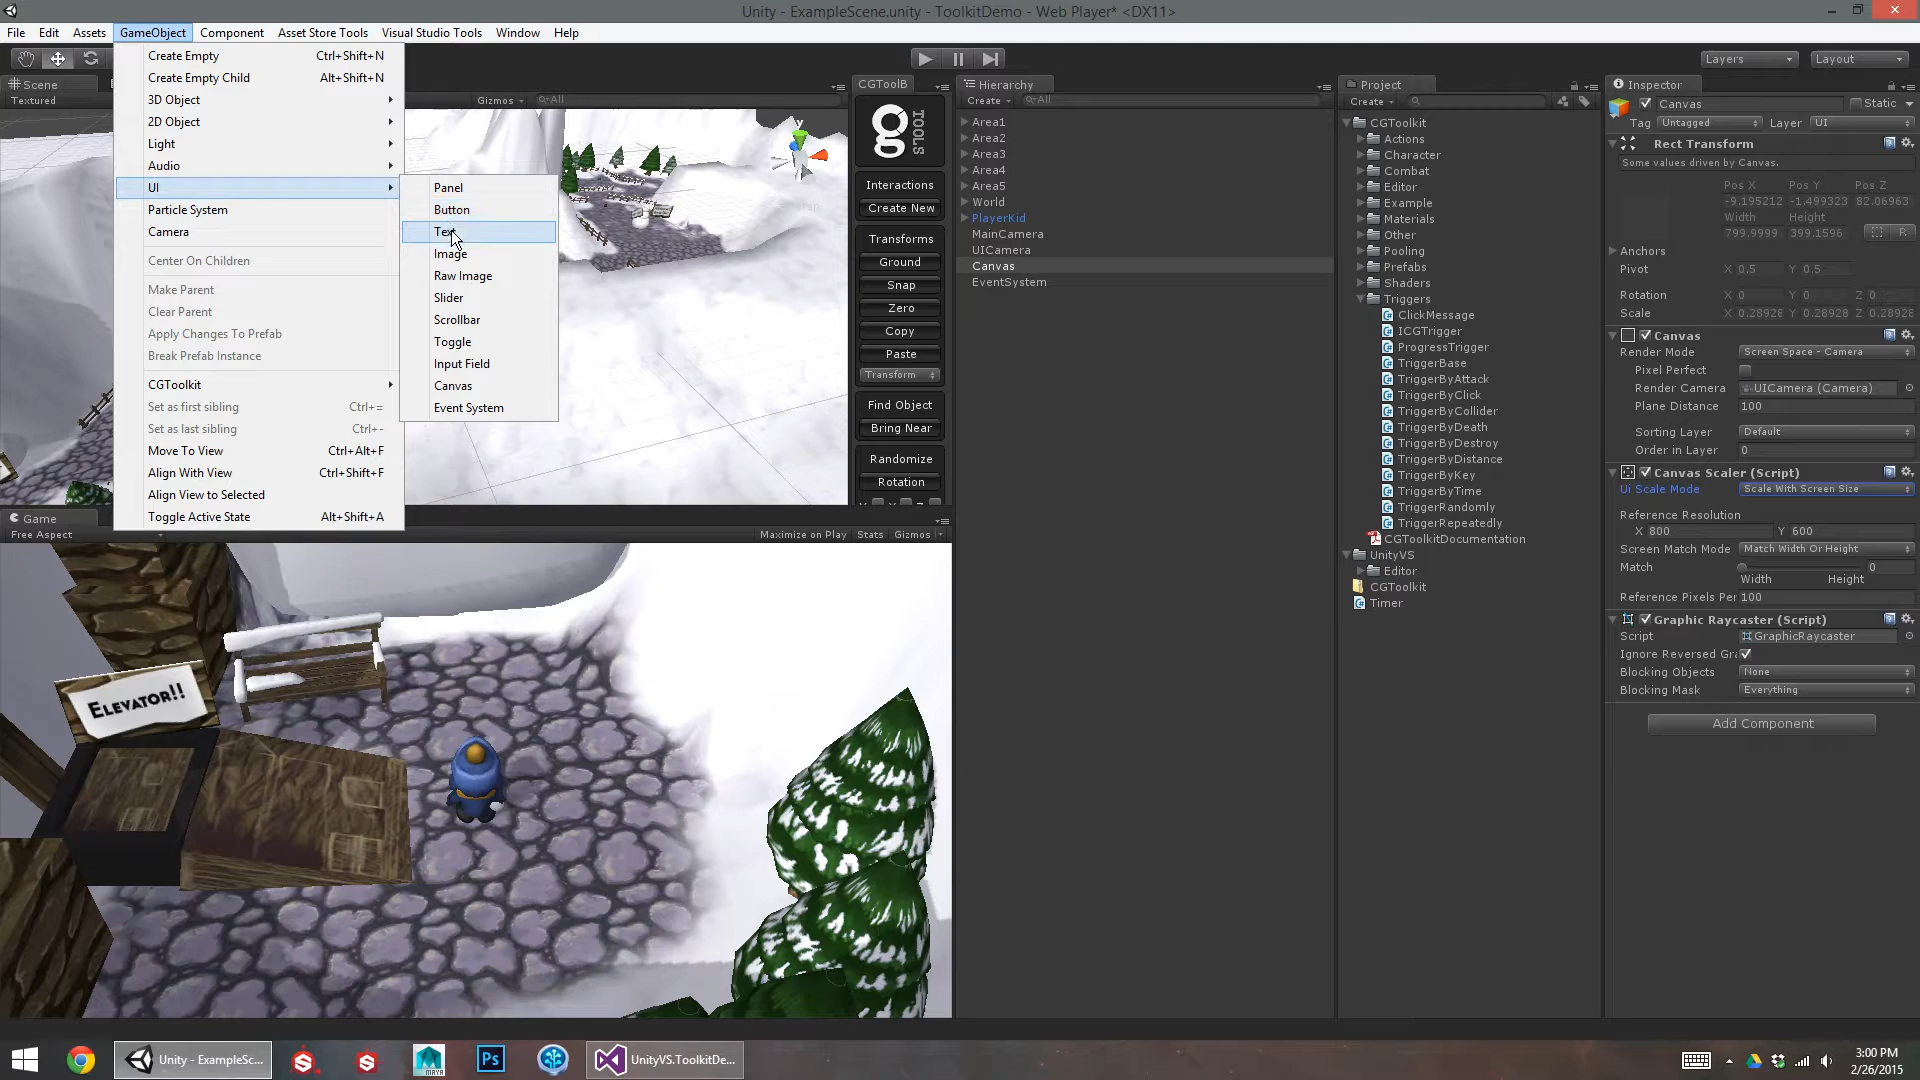 Unity - ExampleScene.unity - ToolkitDemo - Web Player* <DX11>
File Edit Assets GameObject Component Asset Store Tools Visual Studio Tools Window Help
Layers Layout
Scene
Textured
Gizmos All
Create Empty Ctrl+Shift+N
Create Empty Child Alt+Shift+N
3D Object
2D Object
Light
Audio
UI
Particle System
Camera
Center On Children
Make Parent
Clear Parent
Apply Changes To Prefab
Break Prefab Instance
CGToolkit
Set as first sibling Ctrl+=
Set as last sibling Ctrl+-
Move To View Ctrl+Alt+F
Align With View Ctrl+Shift+F
Align View to Selected
Toggle Active State Alt+Shift+A
Panel
Button
Text
Image
Raw Image
Slider
Scrollbar
Toggle
Input Field
Canvas
Event System
y
CGToolB
g TOOLS
Interactions
Create New
Transforms
Ground
Snap
Zero
Copy
Paste
Transform
Find Object
Bring Near
Randomize
Rotation
Hierarchy
Create All
Area1
Area2
Area3
Area4
Area5
World
PlayerKid
MainCamera
UICamera
Canvas
EventSystem
Project
Create
CGToolkit
Actions
Character
Combat
Editor
Example
Materials
Other
Pooling
Prefabs
Shaders
Triggers
ClickMessage
ICGTrigger
ProgressTrigger
TriggerBase
TriggerByAttack
TriggerByClick
TriggerByCollider
TriggerByDeath
TriggerByDestroy
TriggerByDistance
TriggerByKey
TriggerByTime
TriggerRandomly
TriggerRepeatedly
CGToolkitDocumentation
UnityVS
Editor
CGToolkit
Timer
Inspector
Canvas Static
Tag Untagged Layer UI
Rect Transform
Some values driven by Canvas.
Pos X Pos Y Pos Z
-9.195212 -1.499323 82.06963
Width Height
799.9999 399.1596 R
Anchors
Pivot X 0.5 Y 0.5
Rotation X 0 Y 0 Z 0
Scale X 0.28928 Y 0.28928 Z 0.28928
Canvas
Render Mode Screen Space - Camera
Pixel Perfect
Render Camera UICamera (Camera)
Plane Distance 100
Sorting Layer Default
Order in Layer 0
Canvas Scaler (Script)
Ui Scale Mode Scale With Screen Size
Reference Resolution
X 800 Y 600
Screen Match Mode Match Width Or Height
Match 0
Width Height
Reference Pixels Per 100
Graphic Raycaster (Script)
Script GraphicRaycaster
Ignore Reversed Gra
Blocking Objects None
Blocking Mask Everything
Add Component
Game
Free Aspect Maximize on Play Stats Gizmos
ELEVATOR!!
Unity - ExampleSc...
MAYA
Ps
UnityVS.ToolkitDe...
3:00 PM
2/26/2015